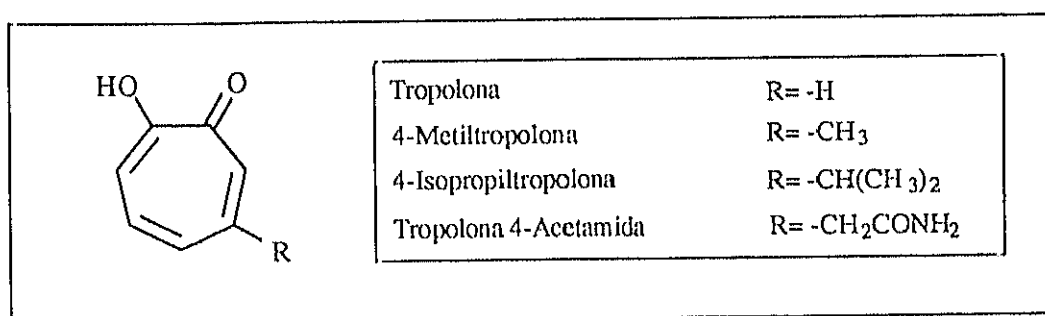 HO
O
R
Tropolona R= -H
4-Metiltropolona R= -CH3
4-Isopropiltropolona R= -CH(CH3)2
Tropolona 4-Acetamida R= -CH2CONH2